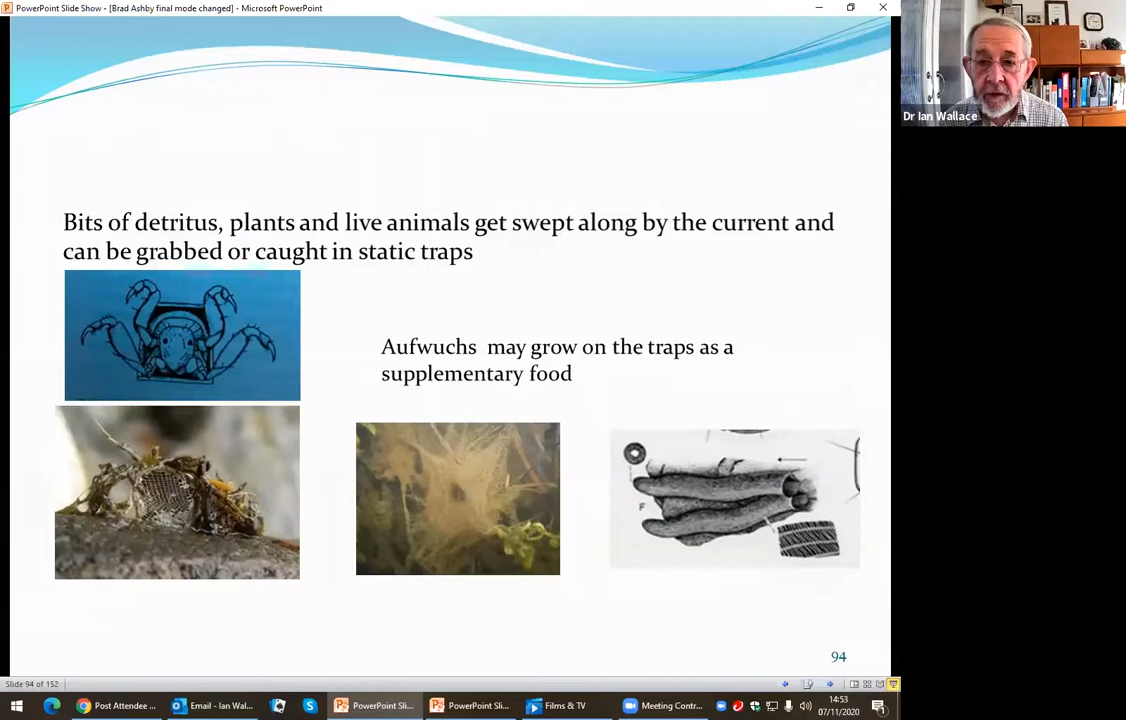 PowerPoint Slide Show - [Brad Ashby final mode changed] - Microsoft PowerPoint
Dr Ian Wallace
Bits of detritus, plants and live animals get swept along by the current and
can be grabbed or caught in static traps
Aufwuchs may grow on the traps as a
supplementary food
F
94
Slide 94 of 152
Post Attendee ...
Email - Ian Wal...
PowerPoint Sli...
PowerPoint Sli...
Films & TV
Meeting Contr...
14:53
07/11/2020